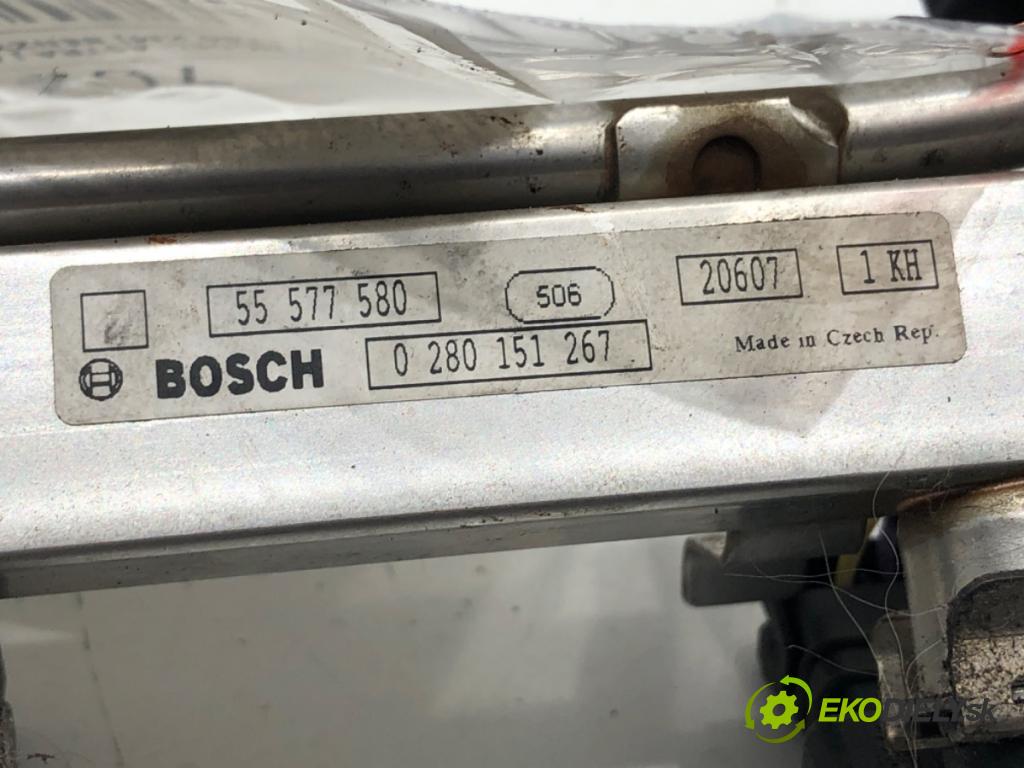 55 577 580 506 20607 1 KH
BOSCH 0 280 151 267 Made in Czech Rep.
EKODIELY.sk